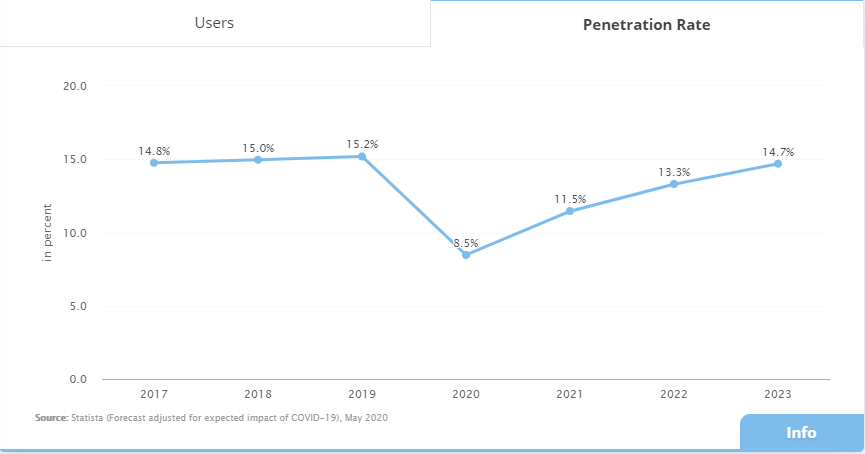 Users
Penetration Rate
20.0
15.0
10.0
5.0
0.0
in percent
14.8%
15.0%
15.2%
8.5%
11.5%
13.3%
14.7%
2017 2018 2019 2020 2021 2022 2023
Source: Statista (Forecast adjusted for expected impact of COVID-19), May 2020
Info